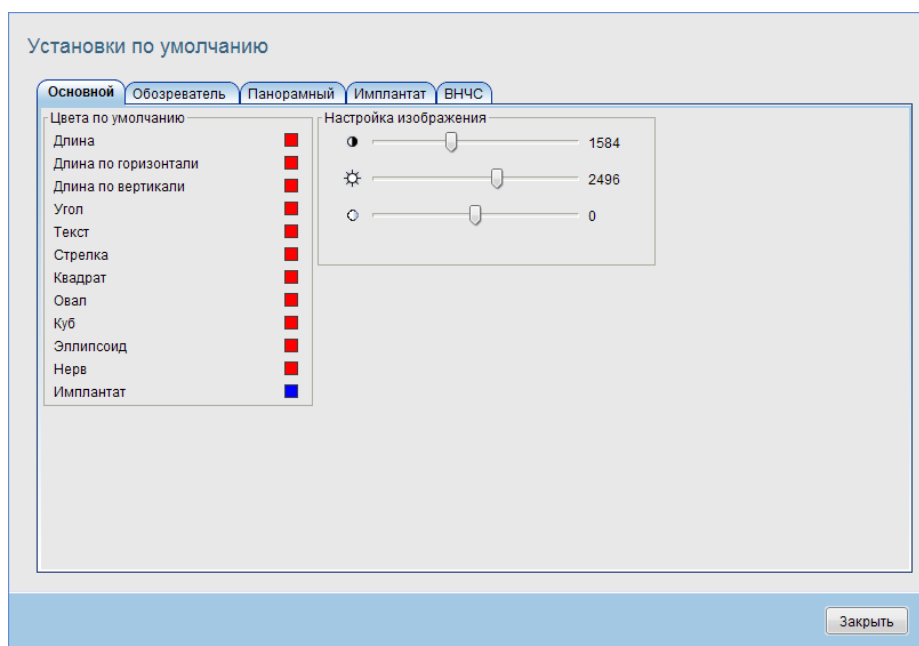 Установки по умолчанию
Основной Обозреватель Панорамный Имплантат ВНЧС
Цвета по умолчанию
Длина
Длина по горизонтали
Длина по вертикали
Угол
Текст
Стрелка
Квадрат
Овал
Куб
Эллипсоид
Нерв
Имплантат
Настройка изображения
1584
2496
0
Закрыть